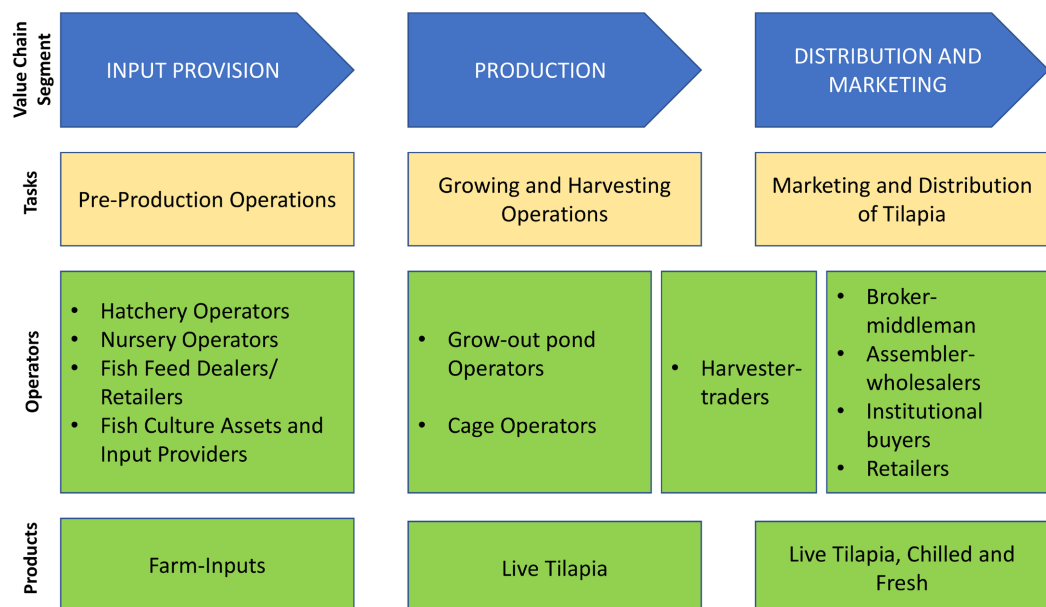 Value Chain
Segment
INPUT PROVISION
PRODUCTION
DISTRIBUTION AND
MARKETING
Tasks
Pre-Production Operations
Growing and Harvesting
Operations
Marketing and Distribution
of Tilapia
Operators
• Hatchery Operators
• Nursery Operators
• Fish Feed Dealers/
Retailers
• Fish Culture Assets and
Input Providers
• Grow-out pond
Operators
• Cage Operators
• Harvester-
traders
• Broker-
middleman
• Assembler-
wholesalers
• Institutional
buyers
• Retailers
Products
Farm-Inputs
Live Tilapia
Live Tilapia, Chilled and
Fresh